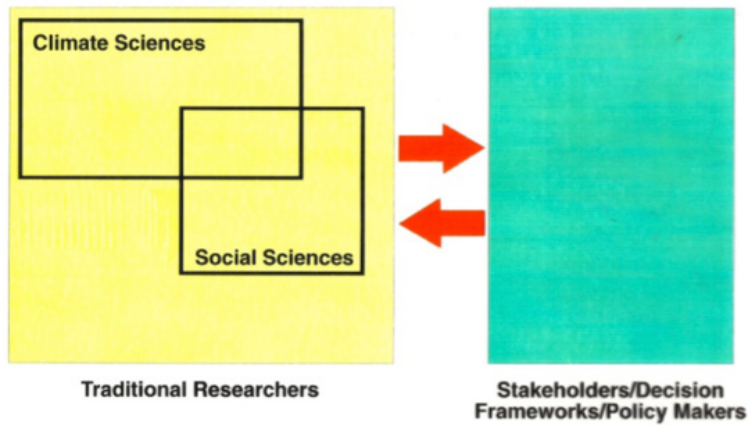 Climate Sciences
Social Sciences
Traditional Researchers
Stakeholders/Decision
Frameworks/Policy Makers